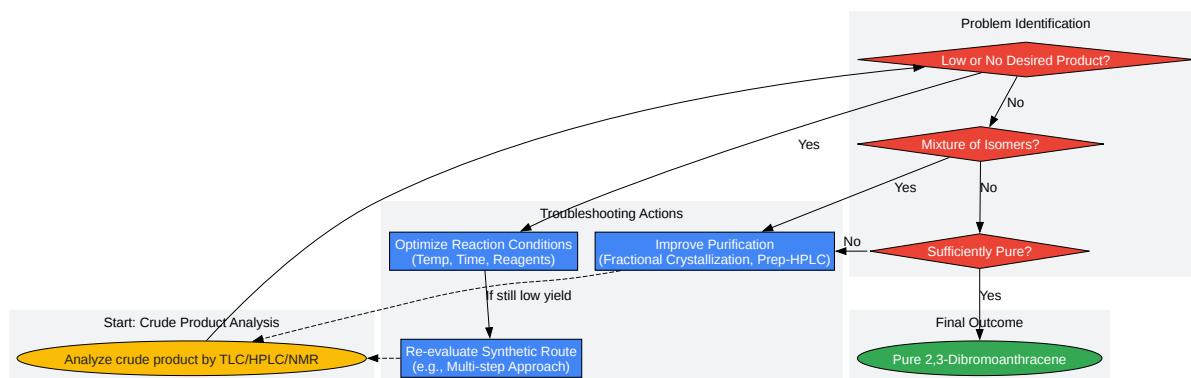 Problem Identification
Low or No Desired Product?
No
Mixture of Isomers?
Yes
Yes
No
Troubleshooting Actions
Optimize Reaction Conditions
(Temp, Time, Reagents)
Improve Purification
(Fractional Crystallization, Prep-HPLC)
No
Sufficiently Pure?
If still low yield
Yes
Start: Crude Product Analysis
Final Outcome
Analyze crude product by TLC/HPLC/NMR
Re-evaluate Synthetic Route
(e.g., Multi-step Approach)
Pure 2,3-Dibromoanthracene